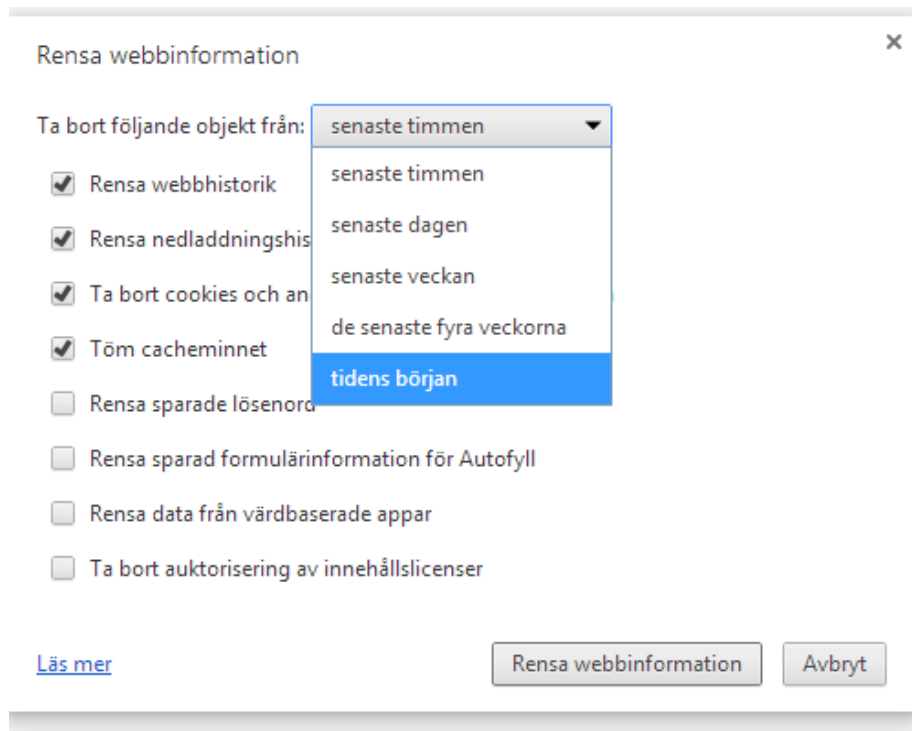 Rensa webbinformation
Ta bort följande objekt från: senaste timmen
senaste timmen
senaste dagen
senaste veckan
de senaste fyra veckorna
tidens början
Rensa webbhistorik
Rensa nedladdningshis
Ta bort cookies och an
Töm cacheminnet
Rensa sparade lösenord
Rensa sparad formulärinformation för Autofyll
Rensa data från värdbaserade appar
Ta bort auktorisering av innehållslicenser
Läs mer
Rensa webbinformation
Avbryt